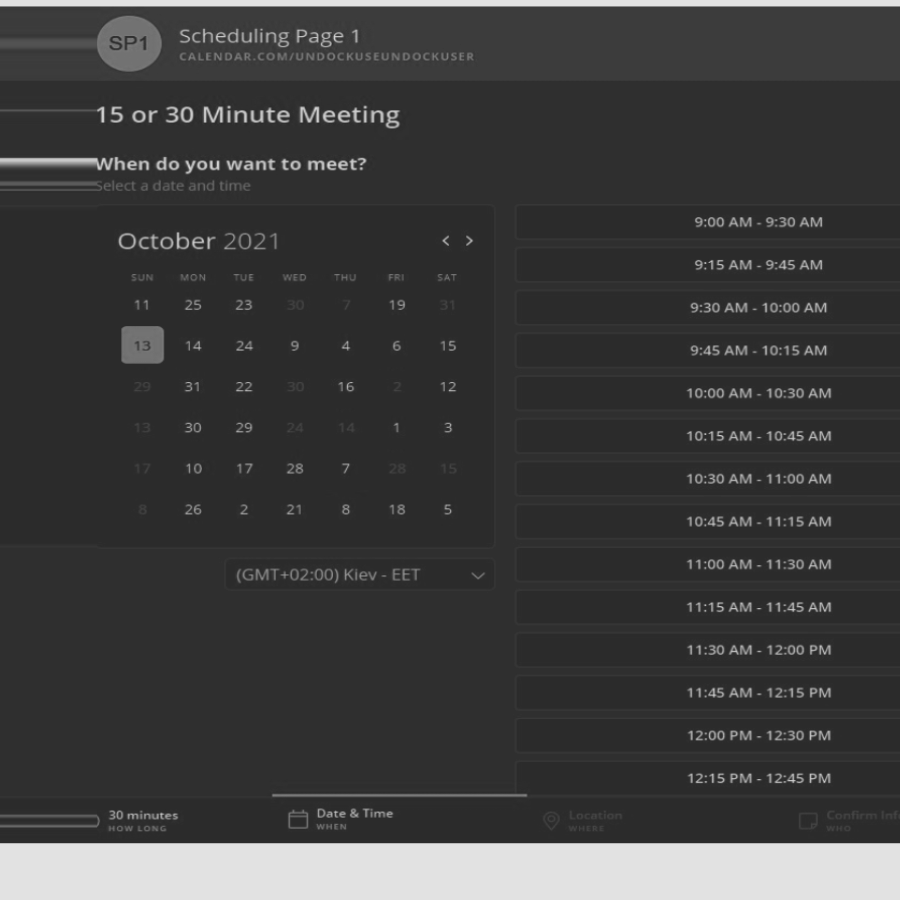 SP1
Scheduling Page 1
CALENDAR.COM/UNDOCKUSEUNDOCKUSER
15 or 30 Minute Meeting
When do you want to meet?
Select a date and time
October 2021
< >
SUN MON TUE WED THU FRI SAT
11 25 23 30 7 19 31
13 14 24 9 4 6 15
29 31 22 30 16 2 12
13 30 29 24 14 1 3
17 10 17 28 7 28 15
8 26 2 21 8 18 5
(GMT+02:00) Kiev - EET
9:00 AM - 9:30 AM
9:15 AM - 9:45 AM
9:30 AM - 10:00 AM
9:45 AM - 10:15 AM
10:00 AM - 10:30 AM
10:15 AM - 10:45 AM
10:30 AM - 11:00 AM
10:45 AM - 11:15 AM
11:00 AM - 11:30 AM
11:15 AM - 11:45 AM
11:30 AM - 12:00 PM
11:45 AM - 12:15 PM
12:00 PM - 12:30 PM
12:15 PM - 12:45 PM
30 minutes
HOW LONG
Date & Time
WHEN
Location
WHERE
Confirm Inf
WHO